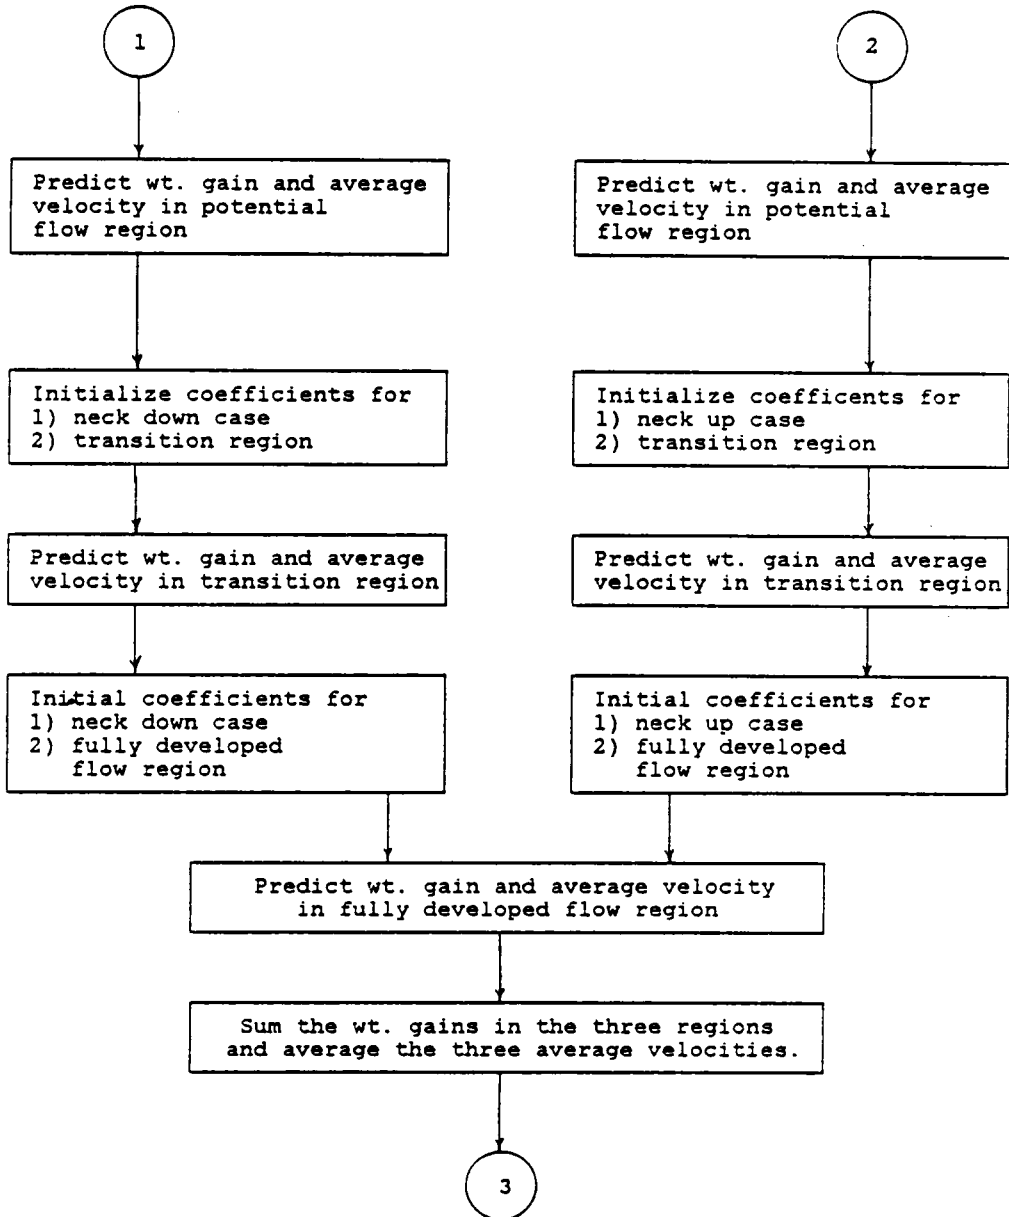 1
2
Predict wt. gain and average
velocity in potential
flow region
Predict wt. gain and average
velocity in potential
flow region
Initialize coefficients for
1) neck down case
2) transition region
Initialize coefficents for
1) neck up case
2) transition region
Predict wt. gain and average
velocity in transition region
Predict wt. gain and average
velocity in transition region
Initial coefficients for
1) neck down case
2) fully developed
flow region
Initial coefficients for
1) neck up case
2) fully developed
flow region
Predict wt. gain and average velocity
in fully developed flow region
Sum the wt. gains in the three regions
and average the three average velocities.
3